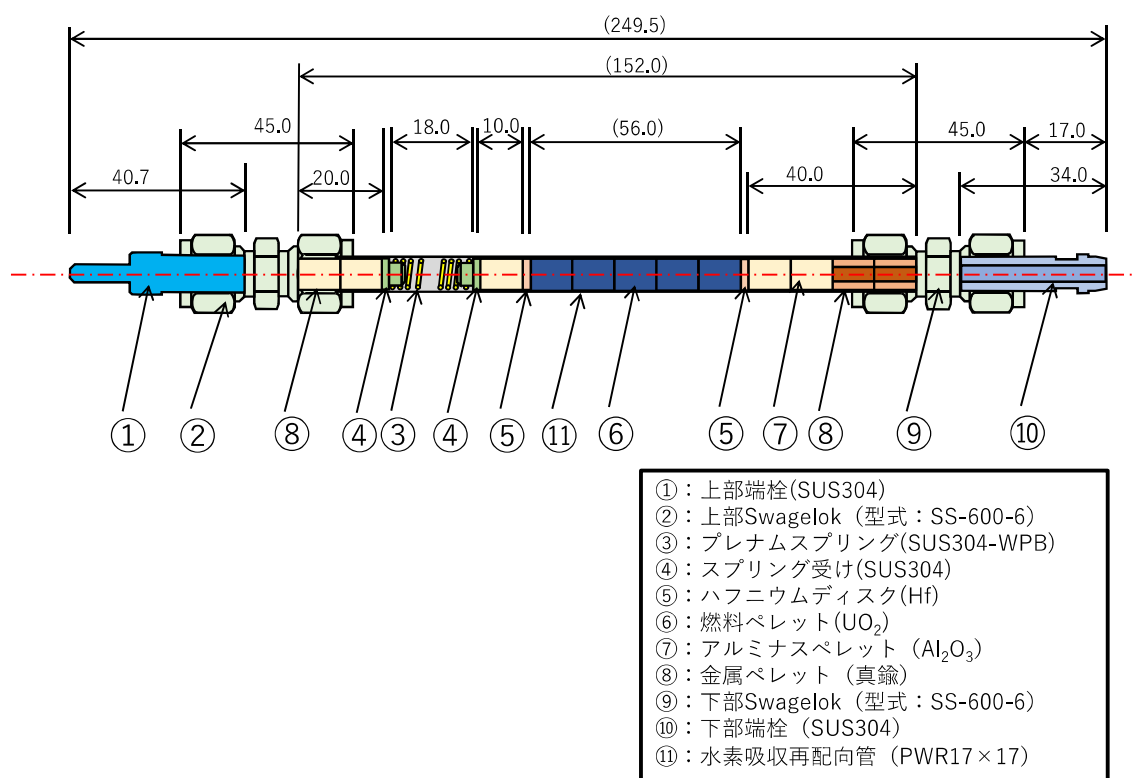 (249.5)
(152.0)
45.0 18.0 10.0 (56.0) 45.0 17.0
40.7 20.0 40.0 34.0
① ② ⑧ ④ ③ ④ ⑤ ⑪ ⑥ ⑤ ⑦ ⑧ ⑨ ⑩
①：上部端栓(SUS304)
②：上部Swagelok（型式：SS-600-6）
③：プレナムスプリング(SUS304-WPB)
④：スプリング受け(SUS304)
⑤：ハフニウムディスク(Hf)
⑥：燃料ペレット(UO₂)
⑦：アルミナスペレット（Al₂O₃）
⑧：金属ペレット（真鍮）
⑨：下部Swagelok（型式：SS-600-6）
⑩：下部端栓（SUS304）
⑪：水素吸収再配向管（PWR17×17）